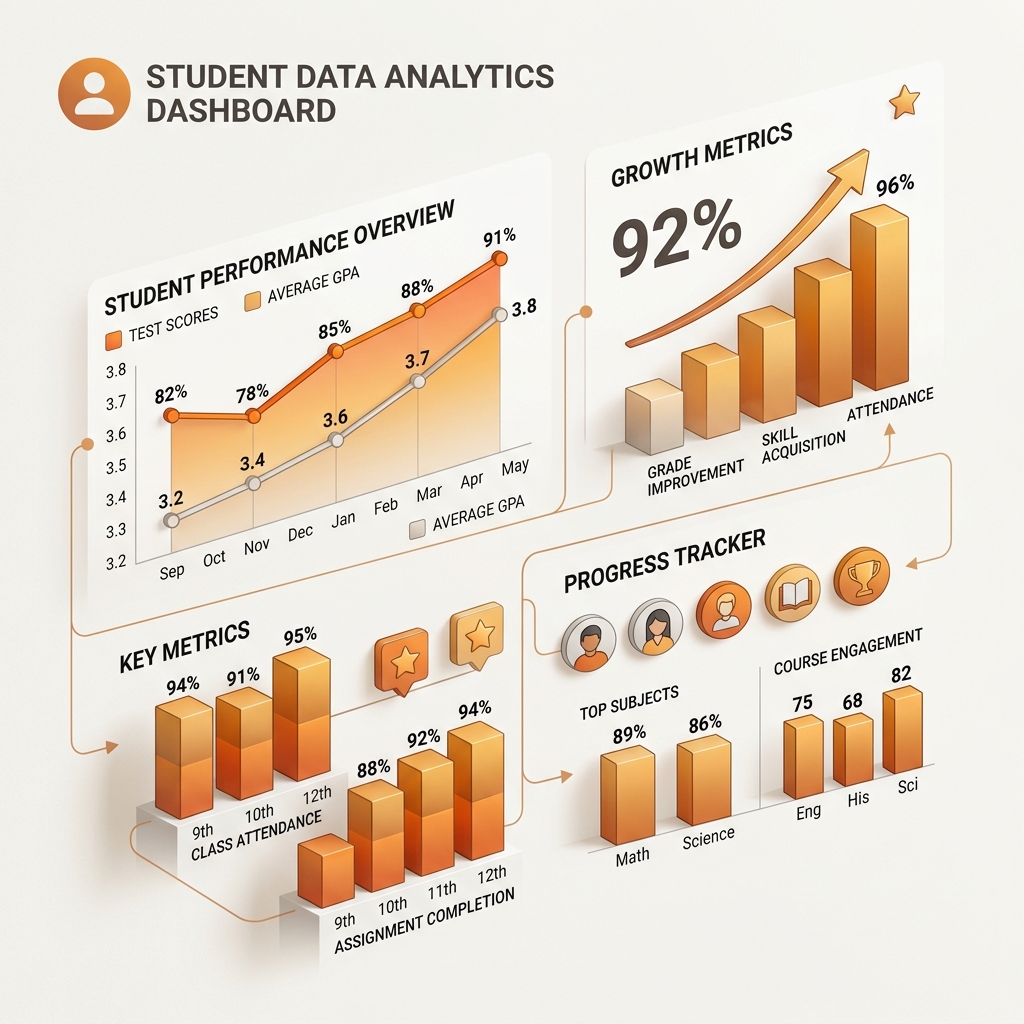 STUDENT DATA ANALYTICS
DASHBOARD
STUDENT PERFORMANCE OVERVIEW
TEST SCORES
AVERAGE GPA
3.8
3.7
3.6
3.5
3.4
3.3
3.2
82%
78%
85%
88%
91%
3.2
3.4
3.6
3.7
3.8
Sep Oct Nov Dec Jan Feb Mar Apr May
AVERAGE GPA
GROWTH METRICS
92%
96%
GRADE
IMPROVEMENT
SKILL
ACQUISITION
ATTENDANCE
KEY METRICS
94% 91% 95%
9th 10th 12th
CLASS ATTENDANCE
88% 92% 94%
9th 10th 11th 12th
ASSIGNMENT COMPLETION
PROGRESS TRACKER
TOP SUBJECTS
89% 86%
Math Science
COURSE ENGAGEMENT
75 68 82
Eng His Sci